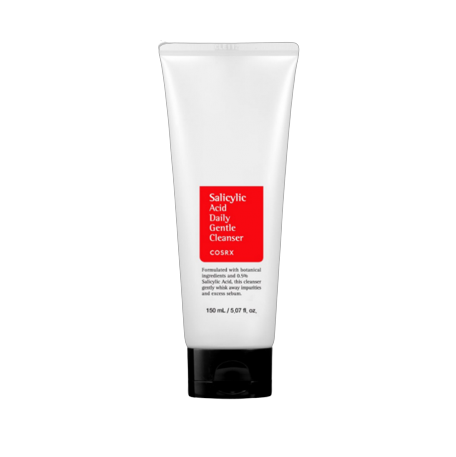 Salicylic
Acid
Daily
Gentle
Cleanser
COSRX
Formulated with botanical
ingredients and 0.5%
Salicylic Acid, this cleanser
gently whisk away impurities
and excess sebum.
150 mL / 5.07 fl. oz.